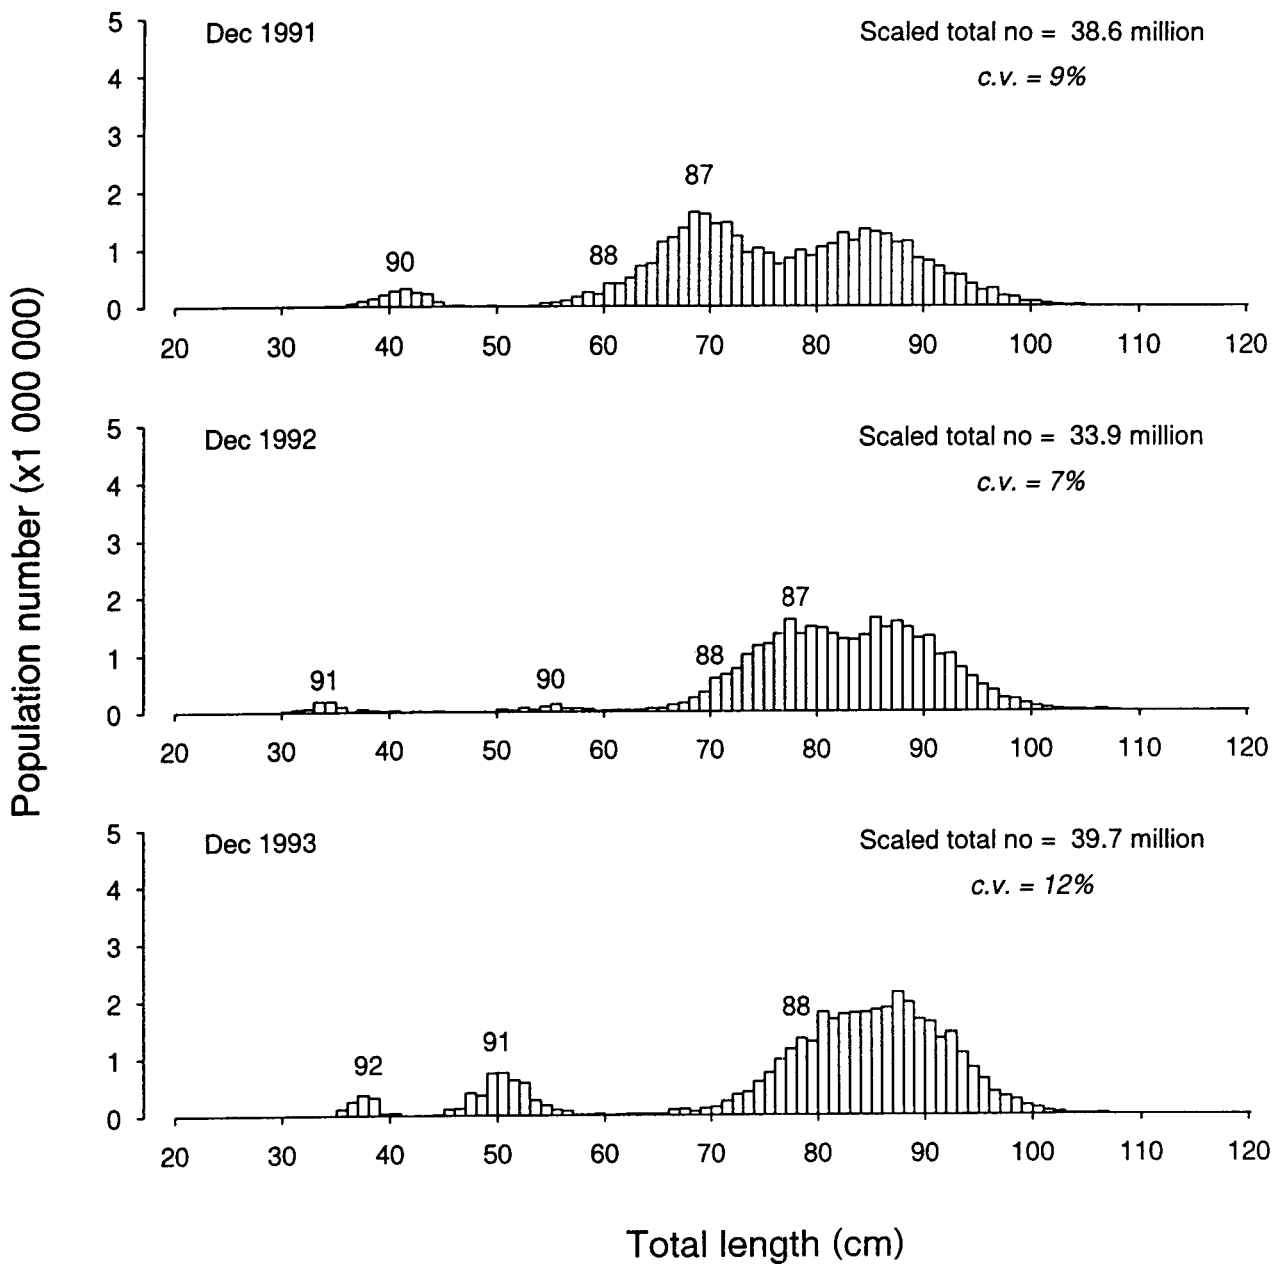 Population number (x1 000 000)
Dec 1991
Scaled total no = 38.6 million
c.v. = 9%
5
4
3
2
1
0
90
88
87
20 30 40 50 60 70 80 90 100 110 120
Dec 1992
Scaled total no = 33.9 million
c.v. = 7%
5
4
3
2
1
0
91
90
88
87
20 30 40 50 60 70 80 90 100 110 120
Dec 1993
Scaled total no = 39.7 million
c.v. = 12%
5
4
3
2
1
0
92
91
88
20 30 40 50 60 70 80 90 100 110 120
Total length (cm)